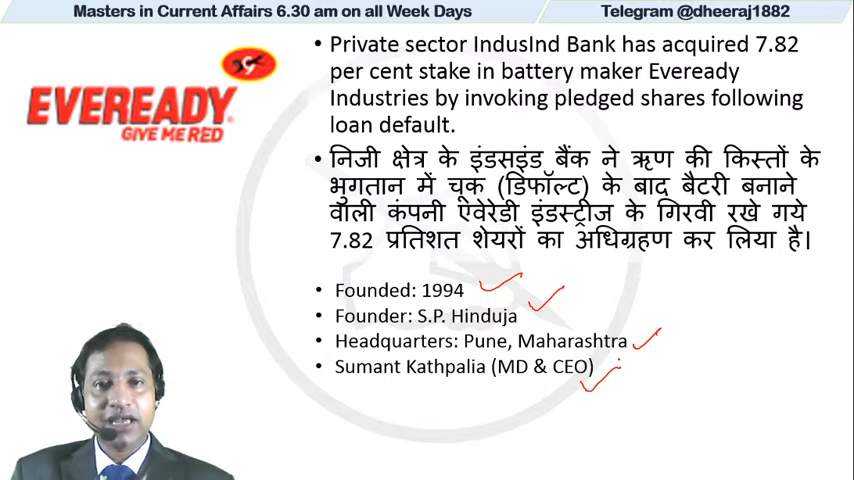 Masters in Current Affairs 6.30 am on all Week Days
Telegram @dheeraj1882
EVEREADY
GIVE ME RED
9
• Private sector IndusInd Bank has acquired 7.82
per cent stake in battery maker Eveready
Industries by invoking pledged shares following
loan default.
• निजी क्षेत्र के इंडसइंड बैंक ने ऋण की किस्तों के
भुगतान में चूक (डिफॉल्ट) के बाद बैटरी बनाने
वाली कंपनी एवेरेडी इंडस्ट्रीज के गिरवी रखे गये
7.82 प्रतिशत शेयरों का अधिग्रहण कर लिया है।
• Founded: 1994
• Founder: S.P. Hinduja
• Headquarters: Pune, Maharashtra
• Sumant Kathpalia (MD & CEO)